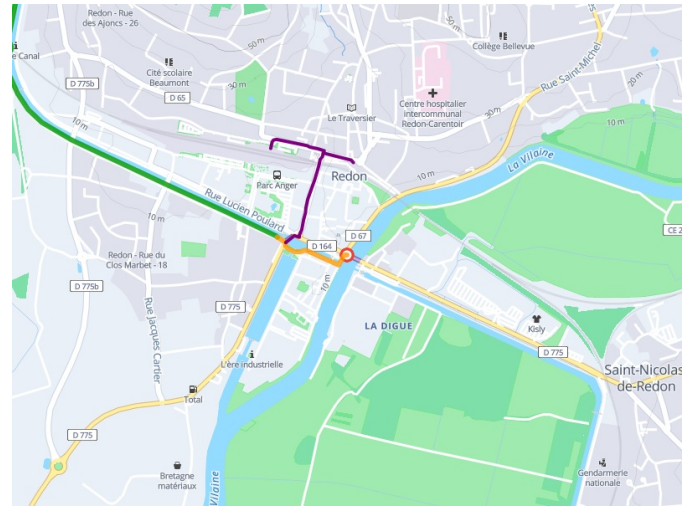 Redon - Rue
des Ajoncs - 26
50 m
Collège Bellevue
e Canal
Cité scolaire
Beaumont
D 775b
D 65
30 m
Rue Saint-Michel
20 m
Centre hospitalier
Intercommunal
Redon-Carentoir
Le Traversier
30 m
10 m
10 m
La Vilaine
Parc Anger
Redon
10 m
Rue Lucien Poulard
10 m
D 67
D 164
CE 2
Redon - Rue du
Clos Marbet - 18
D 775b
Rue Jacques Cartier
D 775
10 m
LA DIGUE
Kisly
D 775
L'ère industrielle
Saint-Nicolas
de-Redon
Total
D 775
Bretagne
matériaux
Vilaine
Gendarmerie
nationale